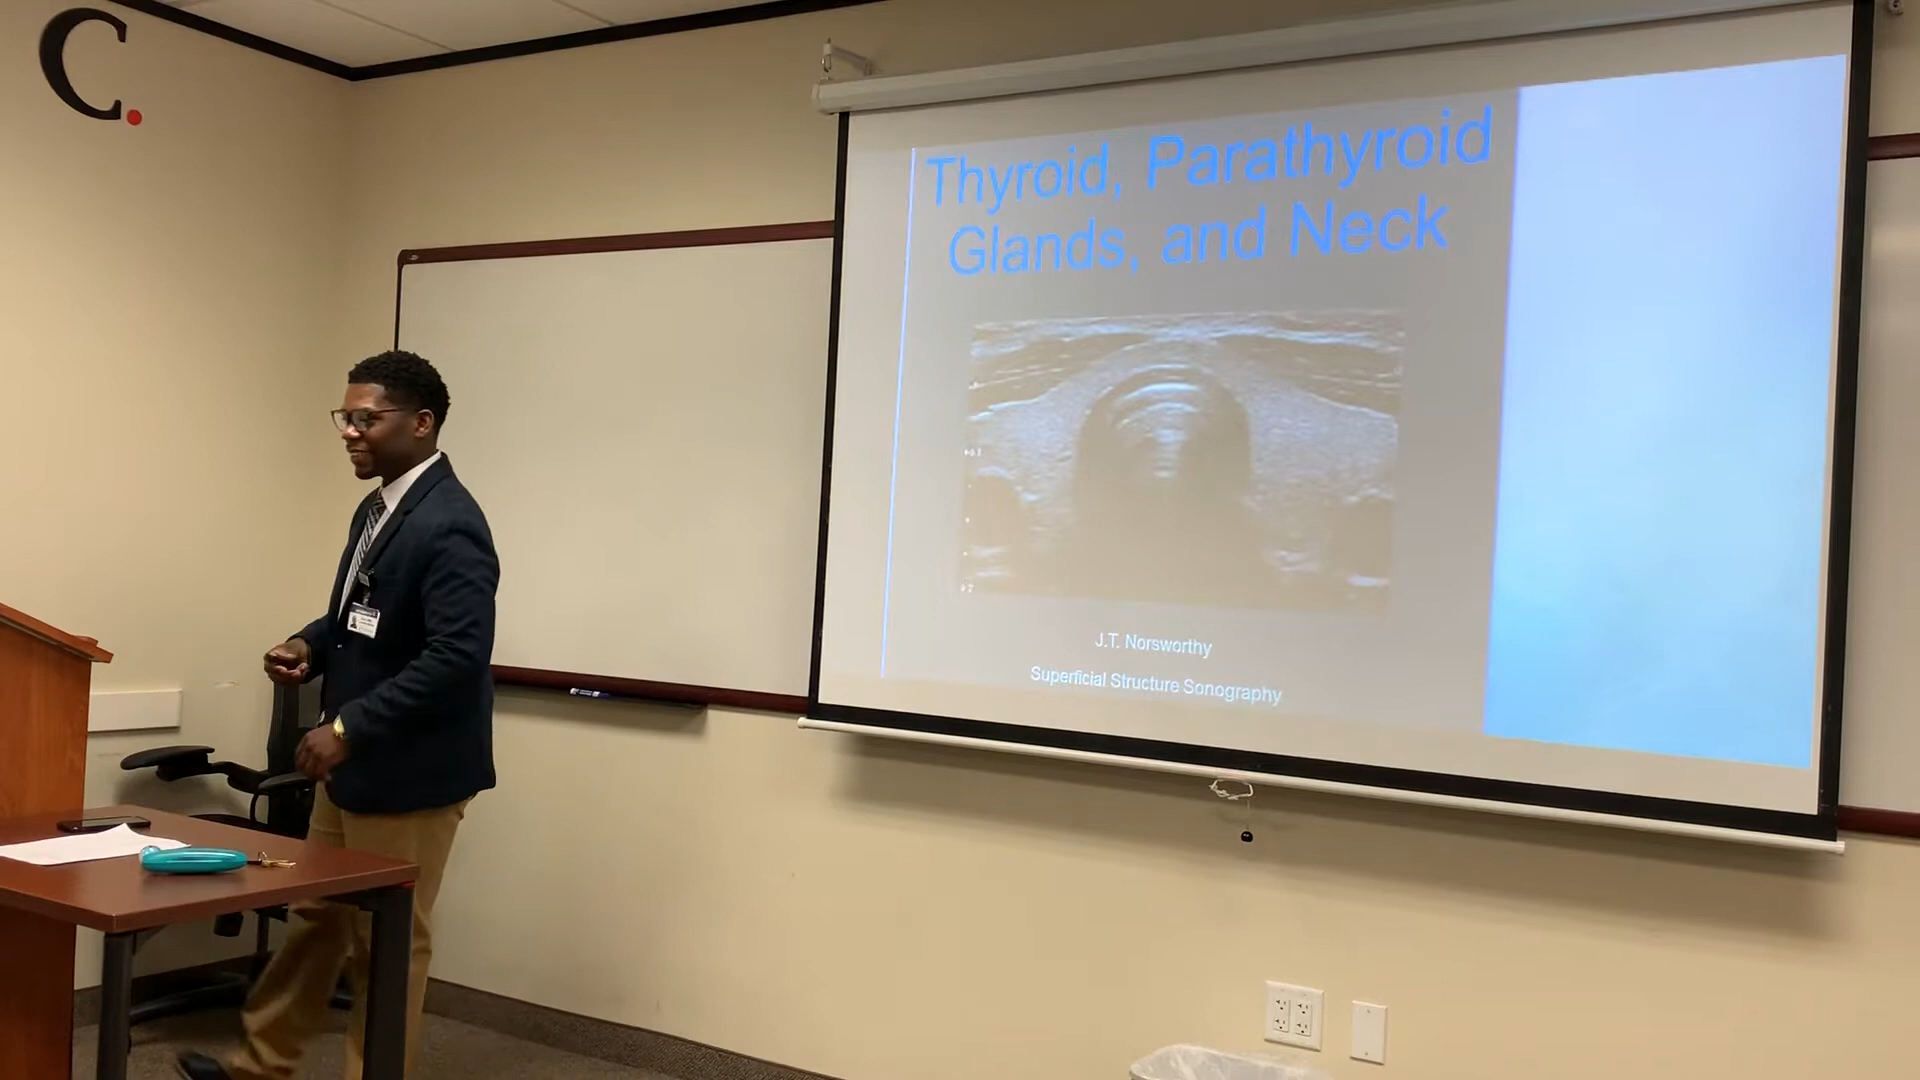 C.
Thyroid, Parathyroid
Glands, and Neck
J.T. Norsworthy
Superficial Structure Sonography